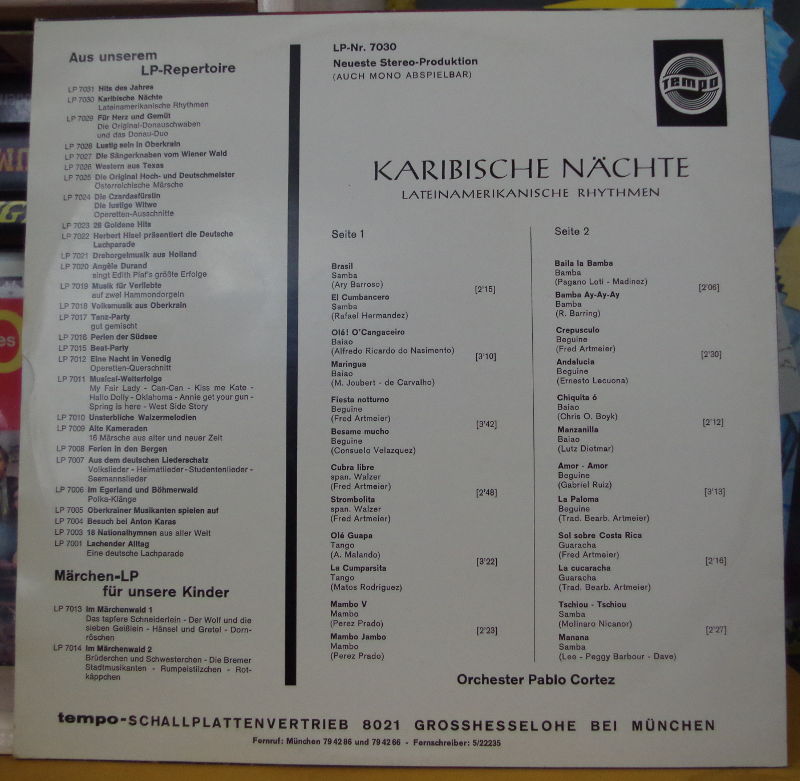 Aus unserem
LP-Repertoire
LP 7031 Hits des Jahres
LP 7030 Karibische Nächte
Lateinamerikanische Rhythmen
LP 7029 Für Herz und Gemüt
Die Original-Donauschwaben
und das Donau-Duo
LP 7028 Lustig sein in Oberkrain
LP 7027 Die Sängerknaben vom Wiener Wald
LP 7026 Western aus Texas
LP 7025 Die Original Hoch- und Deutschmeister
Österreichische Märsche
LP 7024 Die Czardasfürstin
Die lustige Witwe
Operetten-Ausschnitte
LP 7023 28 Goldene Hits
LP 7022 Herbert Hisel präsentiert die Deutsche
Lachparade
LP 7021 Drehorgelmusik aus Holland
LP 7020 Angèle Durand
singt Edith Piaf's größte Erfolge
LP 7019 Musik für Verliebte
auf zwei Hammondorgeln
LP 7018 Volksmusik aus Oberkrain
LP 7017 Tanz-Party
gut gemischt
LP 7016 Perlen der Südsee
LP 7015 Beat-Party
LP 7012 Eine Nacht in Venedig
Operetten-Querschnitt
LP 7011 Musical-Welterfolge
My Fair Lady - Can-Can - Kiss me Kate -
Hallo Dolly - Oklahoma - Annie get your gun -
Spring is here - West Side Story
LP 7010 Unsterbliche Walzermelodien
LP 7009 Alte Kameraden
16 Märsche aus alter und neuer Zeit
LP 7008 Ferien in den Bergen
LP 7007 Aus dem deutschen Liederschatz
Volkslieder - Heimatlieder - Studentenlieder -
Seemannslieder
LP 7006 Im Egerland und Böhmerwald
Polka-Klänge
LP 7005 Oberkrainer Musikanten spielen auf
LP 7004 Besuch bei Anton Karas
LP 7003 18 Nationalhymnen aus aller Welt
LP 7001 Lachender Alltag
Eine deutsche Lachparade
Märchen-LP
für unsere Kinder
LP 7013 Im Märchenwald 1
Das tapfere Schneiderlein - Der Wolf und die
sieben Geißlein - Hänsel und Gretel - Dorn-
röschen
LP 7014 Im Märchenwald 2
Brüderchen und Schwesterchen - Die Bremer
Stadtmusikanten - Rumpelstilzchen - Rot-
käppchen
LP-Nr. 7030
Neueste Stereo-Produktion
(AUCH MONO ABSPIELBAR)
Tempo
KARIBISCHE NÄCHTE
LATEINAMERIKANISCHE RHYTHMEN
Seite 1
Brasil
Samba
(Ary Barroso)
[2'15]
El Cumbancero
Samba
(Rafael Hernandez)
Olé! O'Cangaceiro
Baiao
(Alfredo Ricardo do Nasimento)
[3'10]
Maringua
Baiao
(M. Joubert - de Carvalho)
Fiesta notturno
Beguine
(Fred Artmeier)
[3'42]
Besame mucho
Beguine
(Consuelo Velazquez)
Cubra libre
span. Walzer
(Fred Artmeier)
[2'48]
Strombolita
span. Walzer
(Fred Artmeier)
Olé Guapa
Tango
(A. Malando)
[3'22]
La Cumparsita
Tango
(Matos Rodriguez)
Mambo V
Mambo
(Perez Prado)
[2'23]
Mambo Jambo
Mambo
(Perez Prado)
Seite 2
Baila la Bamba
Bamba
(Pagano Loti - Madinez)
[2'06]
Bamba Ay-Ay-Ay
Bamba
(R. Barring)
Crepusculo
Beguine
(Fred Artmeier)
[2'30]
Andalucia
Beguine
(Ernesto Lecuona)
Chiquita ó
Baiao
(Chris O. Boyk)
[2'12]
Manzanilla
Baiao
(Lutz Dietmar)
Amor - Amor
Beguine
(Gabriel Ruiz)
[3'13]
La Paloma
Beguine
(Trad. Bearb. Artmeier)
Sol sobre Costa Rica
Guaracha
(Fred Artmeier)
[2'16]
La cucaracha
Guaracha
(Trad. Bearb. Artmeier)
Tschiou - Tschiou
Samba
(Molinaro Nicanor)
[2'27]
Manana
Samba
(Lee - Peggy Barbour - Dave)
Orchester Pablo Cortez
tempo-SCHALLPLATTENVERTRIEB 8021 GROSSHESSELOHE BEI MÜNCHEN
Fernruf: München 79 42 86 und 79 42 66 - Fernschreiber: 5/22235